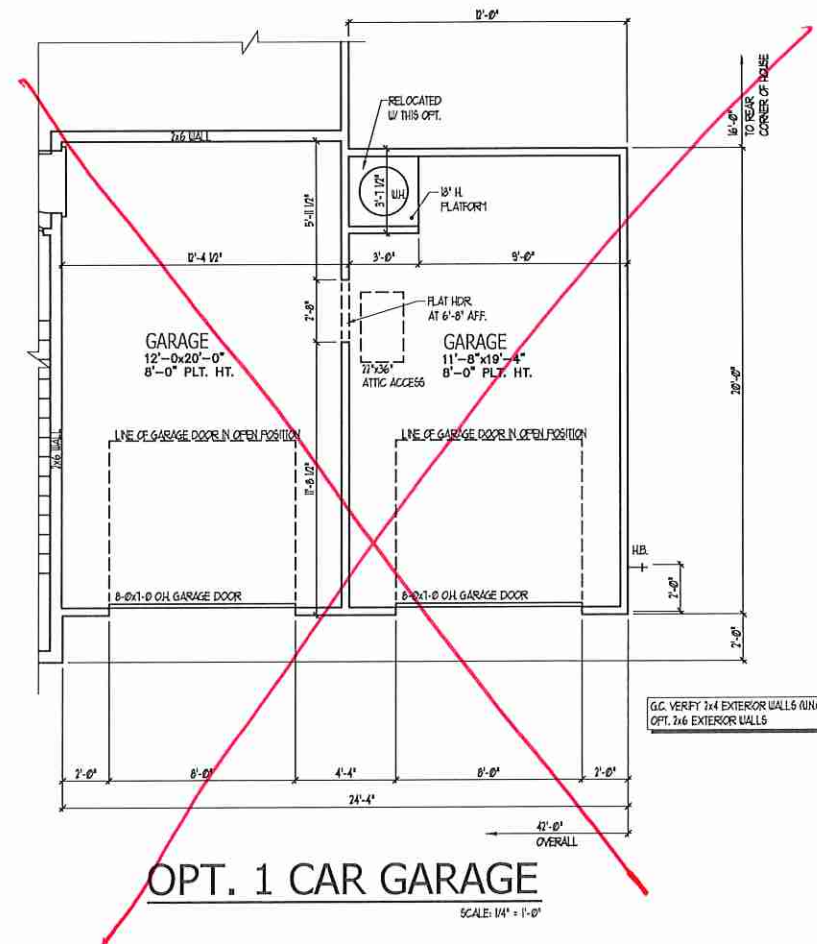 12'-0"
16'-0"
TO REAR
CORNER OF HOUSE
RELOCATED
W/ THIS OPT.
2x6 WALL
3'-7 1/2"
W.H.
18" H.
PLATFORM
5'-11 1/2"
12'-4 1/2"
3'-0"
9'-0"
2'-8"
FLAT HDR.
AT 6'-8" AFF.
GARAGE
12'-0x20'-0"
8'-0" PLT. HT.
GARAGE
11'-8"x19'-4"
8'-0" PLT. HT.
22"x36"
ATTIC ACCESS
20'-0"
LINE OF GARAGE DOOR IN OPEN POSITION
LINE OF GARAGE DOOR IN OPEN POSITION
2x6 WALL
11'-8 1/2"
H.B.
2'-0"
8-0x7-0 O.H. GARAGE DOOR
8-0x7-0 O.H. GARAGE DOOR
2'-0"
G.C. VERIFY 2x4 EXTERIOR WALLS
OPT. 2x6 EXTERIOR WALLS
2'-0"
8'-0"
4'-4"
8'-0"
2'-0"
24'-4"
42'-0"
OVERALL
OPT. 1 CAR GARAGE
SCALE: 1/4" = 1'-0"